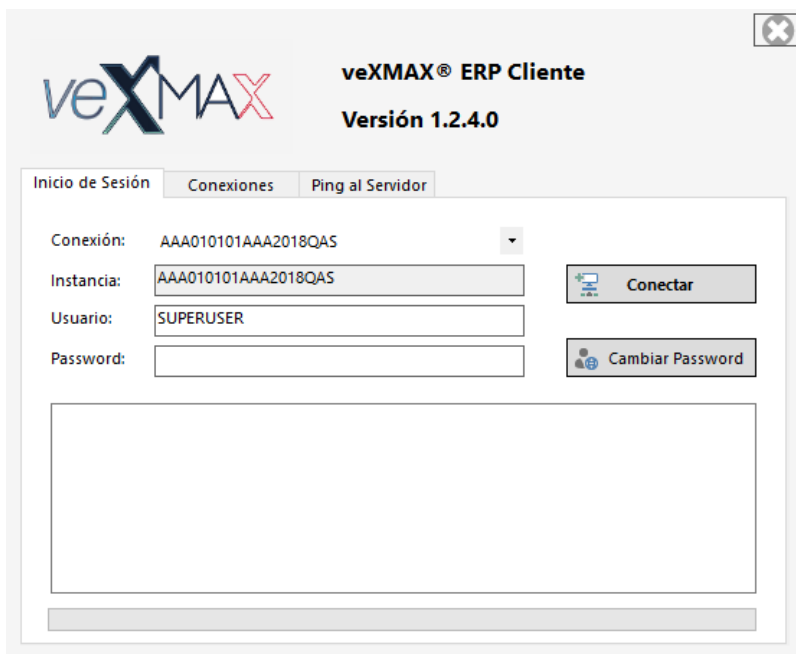 veXMAX
veXMAX® ERP Cliente
Versión 1.2.4.0
Inicio de Sesión Conexiones Ping al Servidor
Conexión: AAA010101AAA2018QAS
Instancia: AAA010101AAA2018QAS
Conectar
Usuario: SUPERUSER
Password:
Cambiar Password